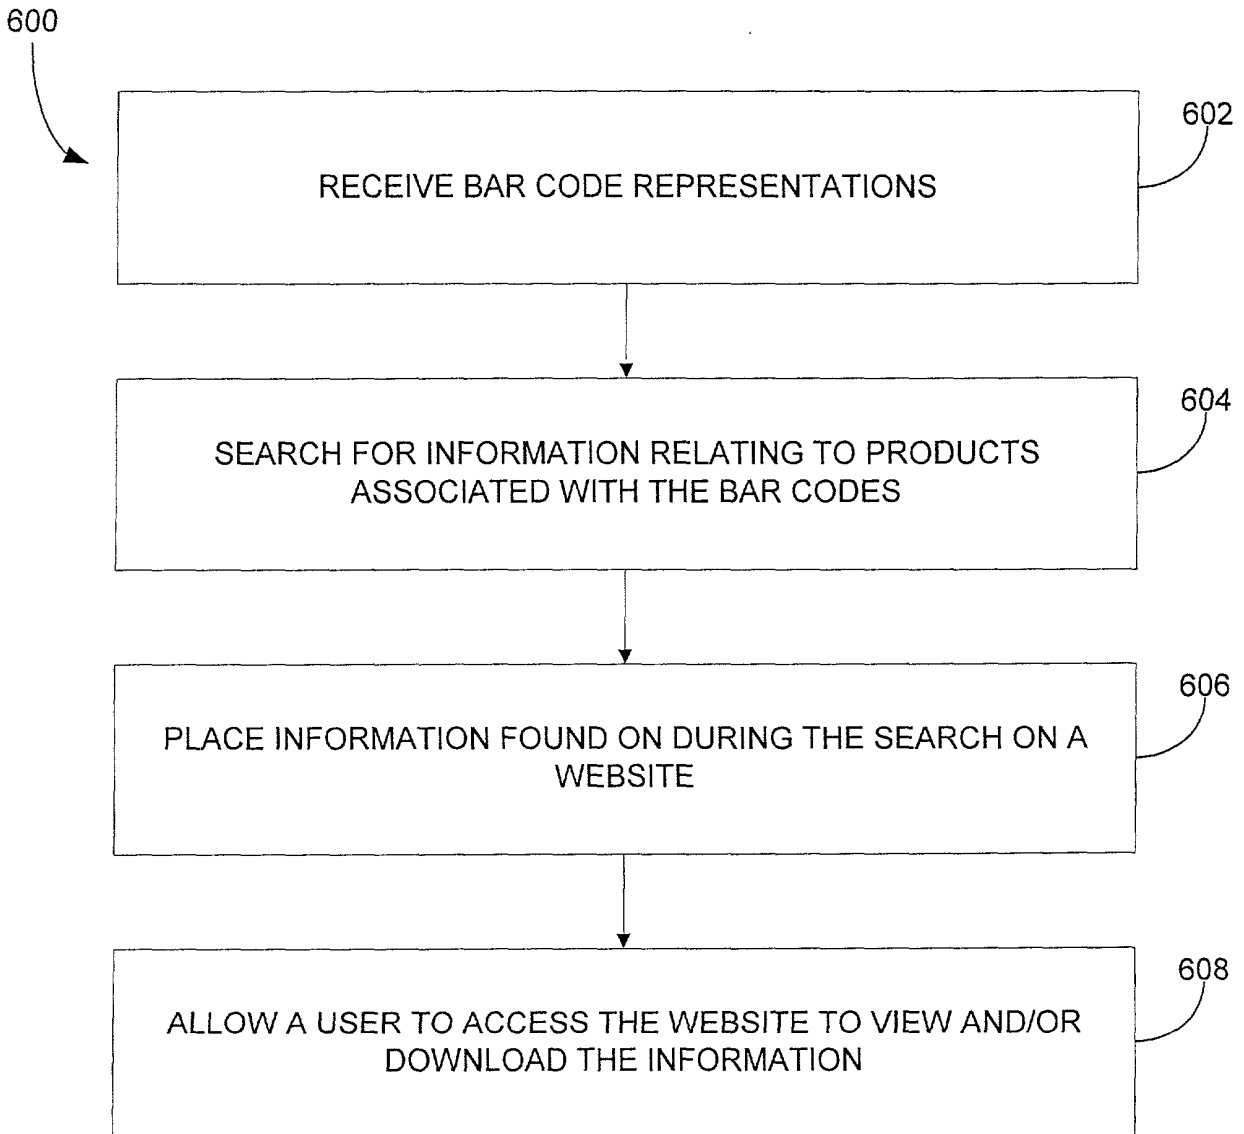 600
602
RECEIVE BAR CODE REPRESENTATIONS
604
SEARCH FOR INFORMATION RELATING TO PRODUCTS
ASSOCIATED WITH THE BAR CODES
606
PLACE INFORMATION FOUND ON DURING THE SEARCH ON A
WEBSITE
608
ALLOW A USER TO ACCESS THE WEBSITE TO VIEW AND/OR
DOWNLOAD THE INFORMATION